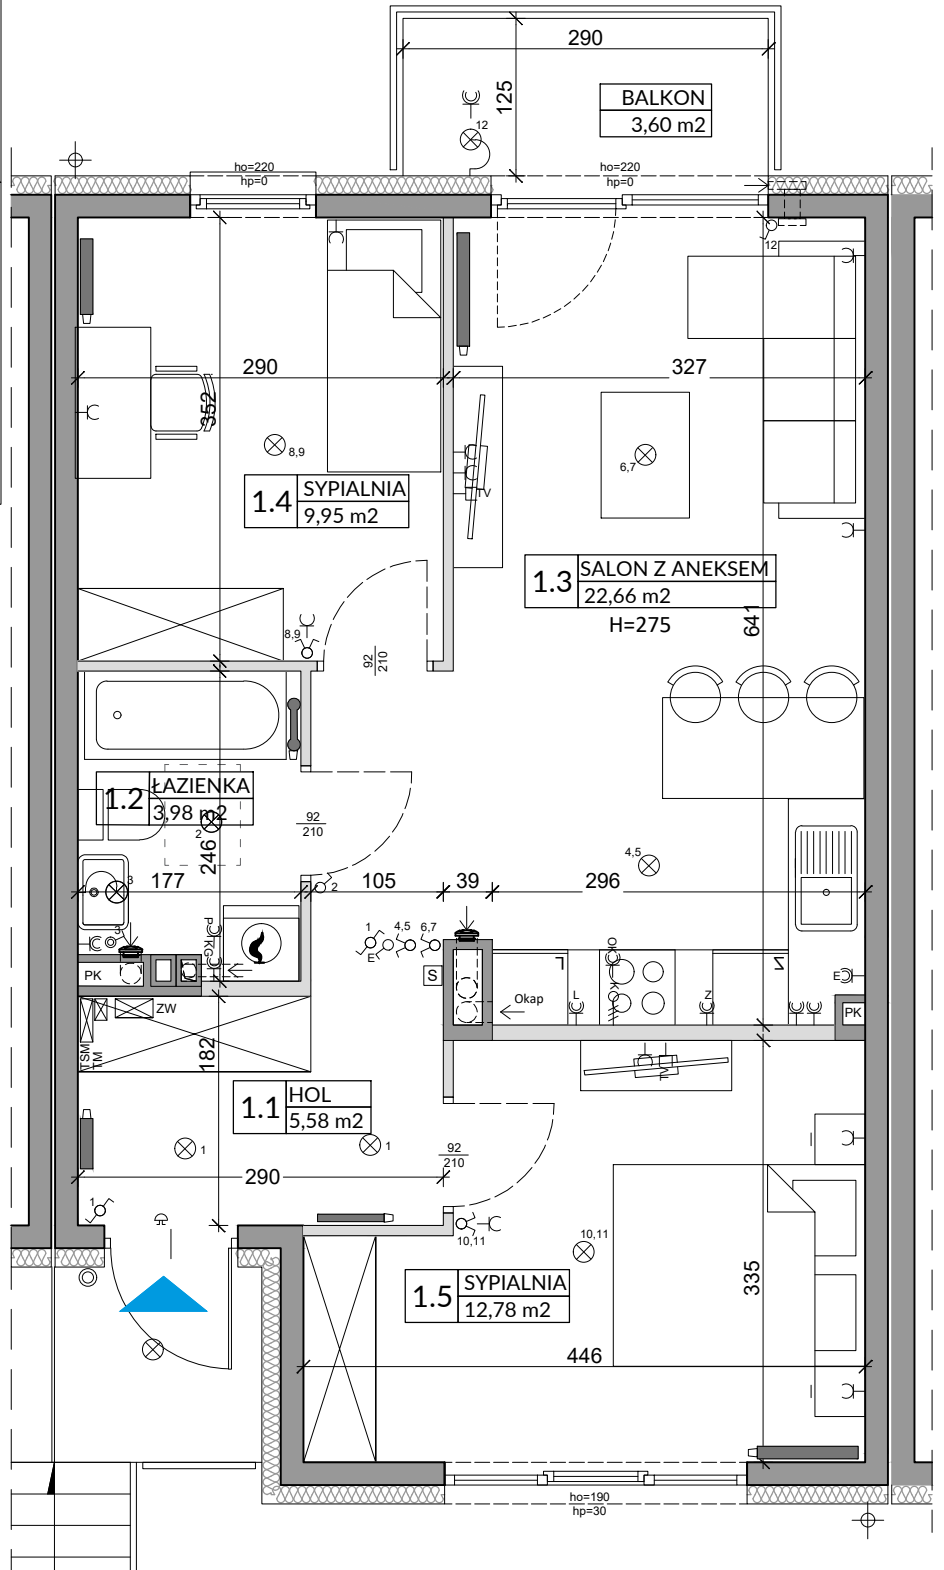 290
125
BALKON
3,60 m2
12
ho=220
hp=0
ho=220
hp=0
12
290
327
352
8,9
6,7
TV
1.4
SYPIALNIA
9,95 m2
1.3
SALON Z ANEKSEM
22,66 m2
H=275
641
8,9
92
210
1.2
ŁAZIENKA
3,98 m2
2
92
210
246
4,5
3
177
2
105
39
296
3
1
4,5
6,7
E
PK
S
Okap
L
Z
E
PK
ZW
TSM
TM
182
TV
1.1
HOL
5,58 m2
1
1
92
210
290
1
10,11
10,11
1.5
SYPIALNIA
12,78 m2
335
446
ho=190
hp=30